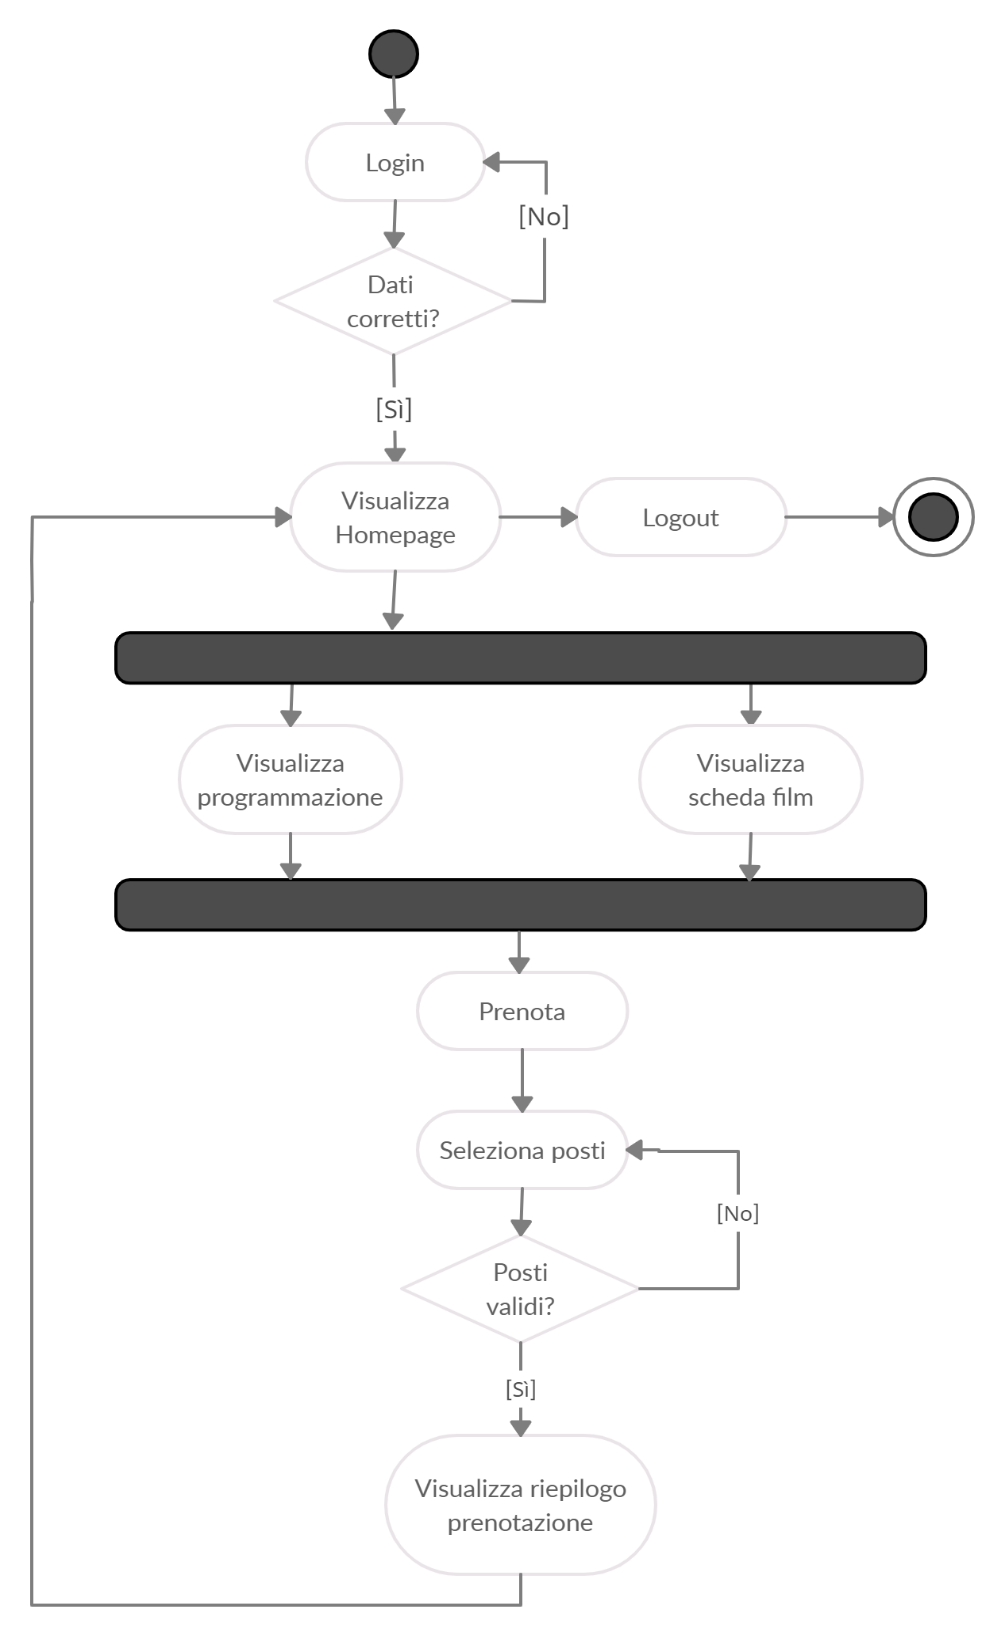 Login
[No]
Dati
corretti?
[Sì]
Visualizza
Homepage
Logout
Visualizza
programmazione
Visualizza
scheda film
Prenota
Seleziona posti
[No]
Posti
validi?
[Sì]
Visualizza riepilogo
prenotazione